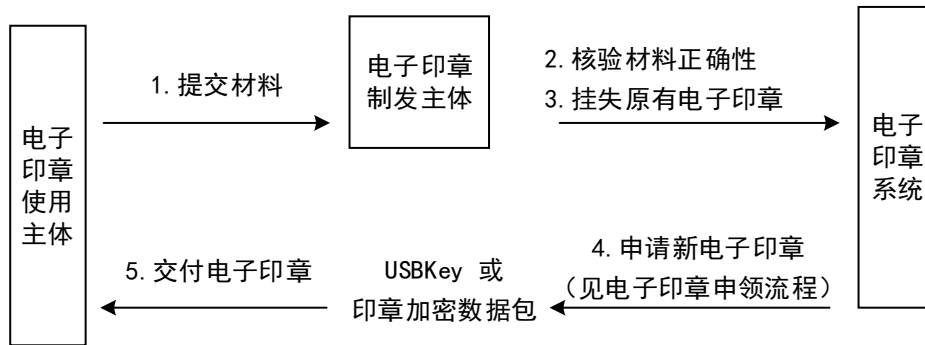 电子
印章
使用
主体
1.提交材料
电子印章
制发主体
2.核验材料正确性
3.挂失原有电子印章
电子
印章
系统
4.申请新电子印章
（见电子印章申领流程）
USBKey 或
印章加密数据包
5.交付电子印章